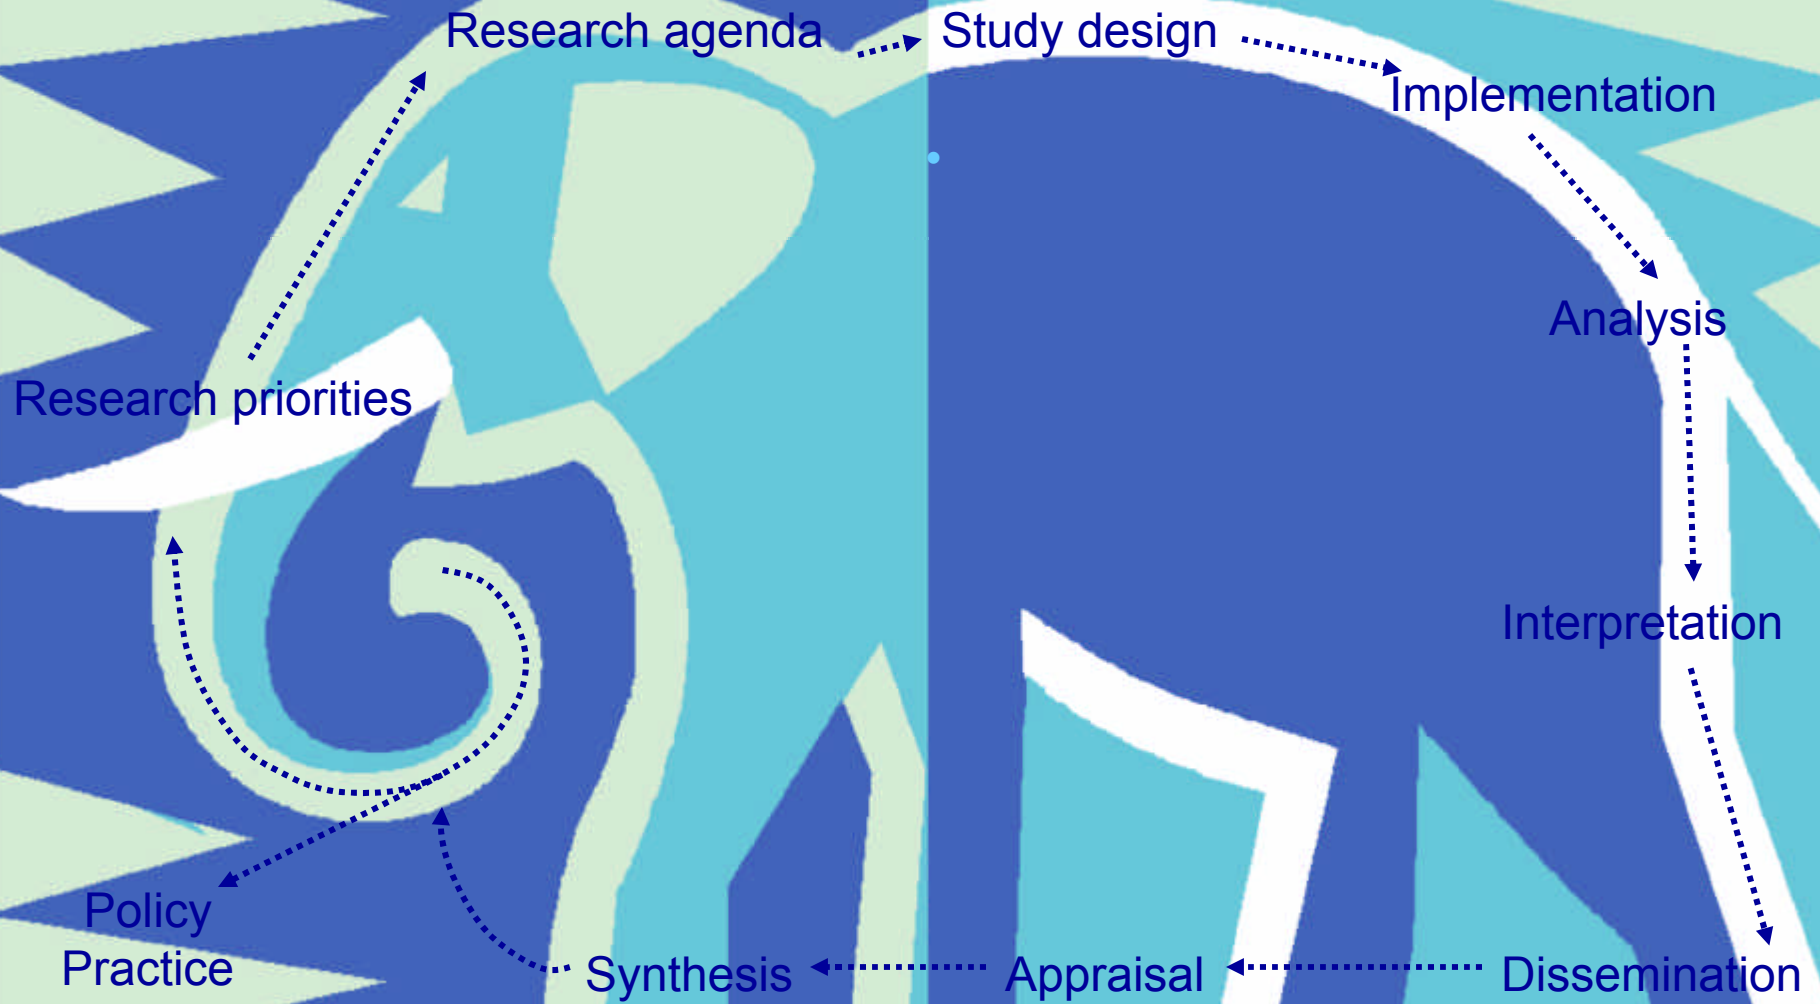 Research agenda
Study design
Implementation
Analysis
Research priorities
Interpretation
Policy
Practice
Synthesis
Appraisal
Dissemination